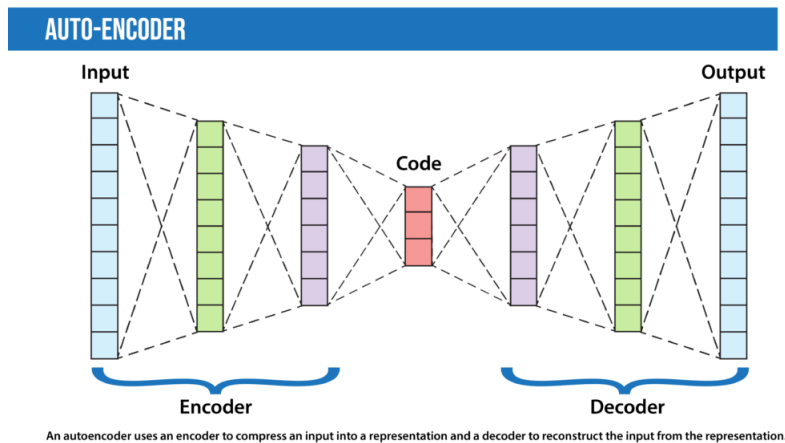 AUTO-ENCODER
Input
Output
Code
Encoder
Decoder
An autoencoder uses an encoder to compress an input into a representation and a decoder to reconstruct the input from the representation.